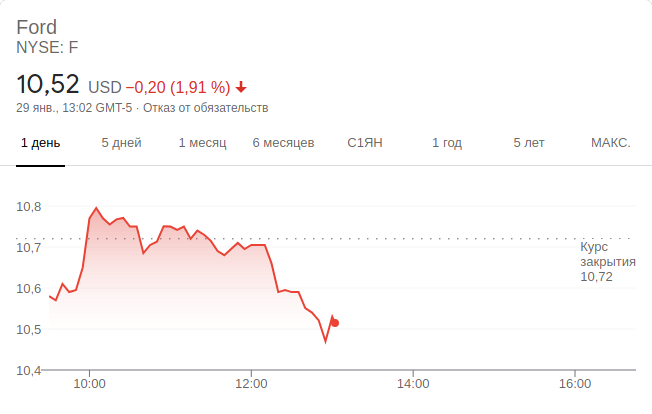 Ford
NYSE: F
10,52 USD −0,20 (1,91 %)
29 янв., 13:02 GMT-5 · Отказ от обязательств
1 день 5 дней 1 месяц 6 месяцев С1ЯН 1 год 5 лет МАКС.
10,8
10,7
Курс
закрытия
10,72
10,6
10,5
10,4
10:00 12:00 14:00 16:00